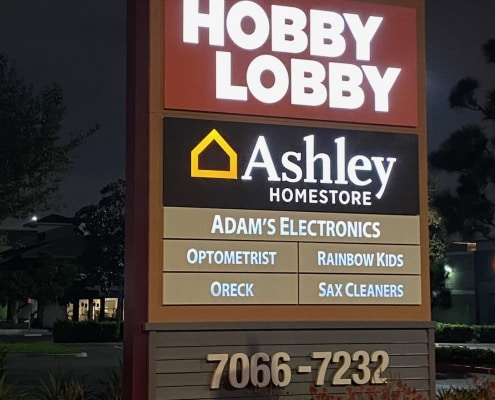 HOBBY
LOBBY
Ashley
HOMESTORE
ADAM'S ELECTRONICS
OPTOMETRIST RAINBOW KIDS
ORECK SAX CLEANERS
7066-7232